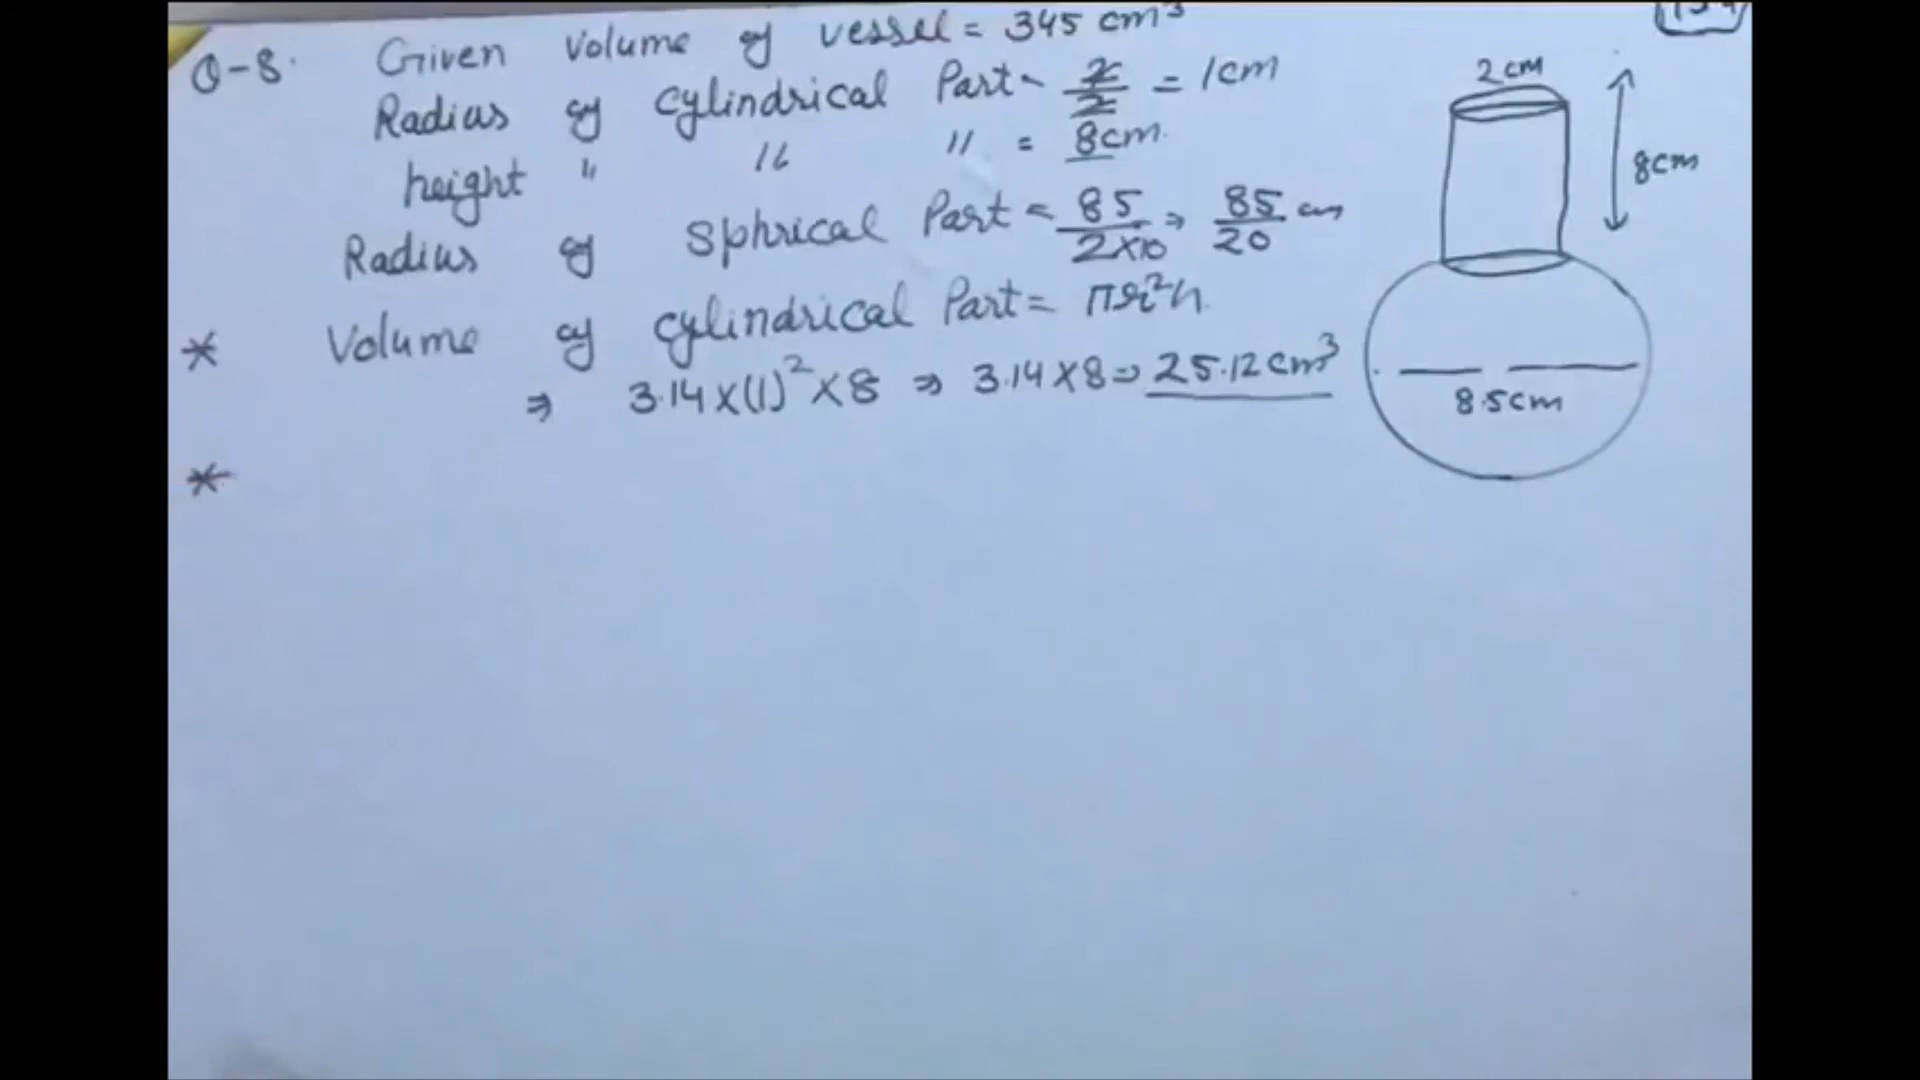 Q-8. Given Volume of vessel = 345 cm³
Radius of cylindrical Part - 2/2 = 1cm
height " " " = 8cm.
Radius of Sphrical Part = 85/2×10 ⇒ 85/20 cm
* Volume of cylindrical Part = πr²h.
⇒ 3.14×(1)²×8 ⇒ 3.14×8 ⇒ 25.12 cm³
*
2cm
8cm
8.5cm